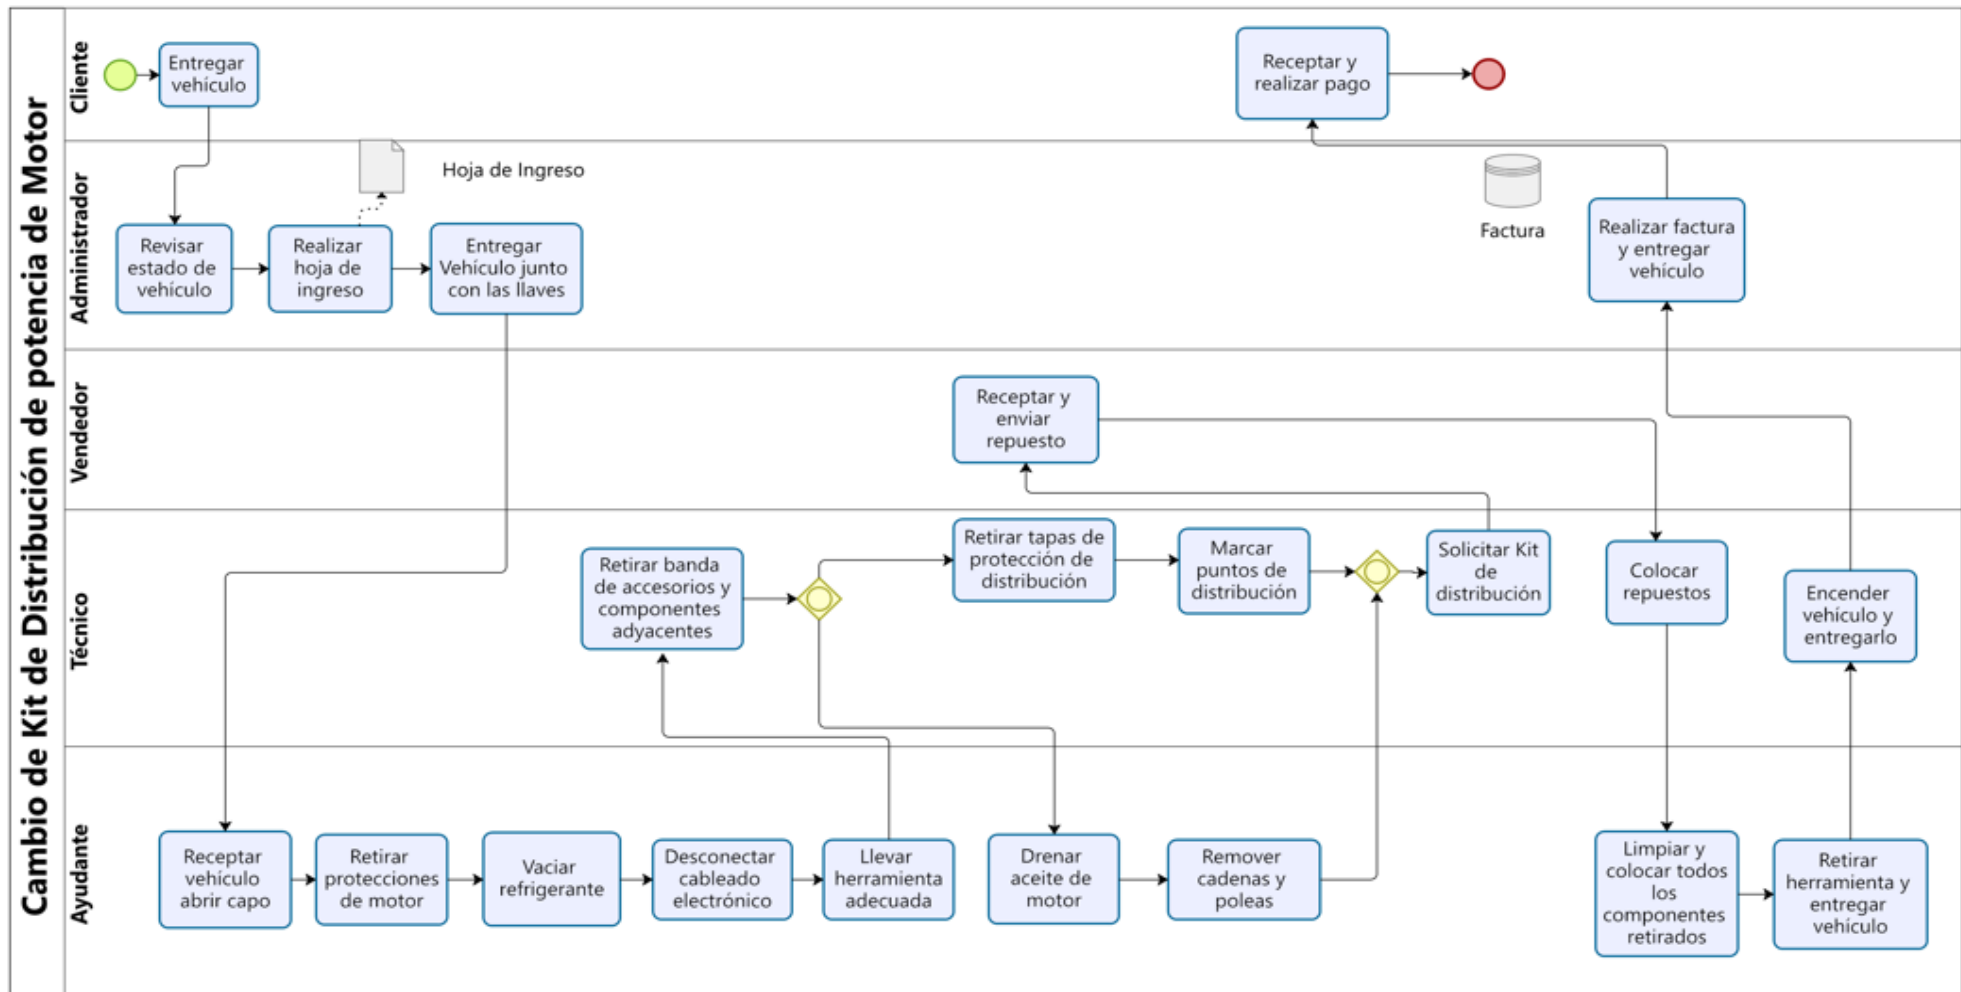 Cambio de Kit de Distribución de potencia de Motor
Cliente
Entregar
vehículo
Receptar y
realizar pago
Administrador
Hoja de Ingreso
Revisar
estado de
vehículo
Realizar
hoja de
ingreso
Entregar
Vehículo junto
con las llaves
Factura
Realizar factura
y entregar
vehículo
Vendedor
Receptar y
enviar
repuesto
Técnico
Retirar banda
de accesorios y
componentes
adyacentes
Retirar tapas de
protección de
distribución
Marcar
puntos de
distribución
Solicitar Kit
de
distribución
Colocar
repuestos
Encender
vehículo y
entregarlo
Ayudante
Receptar
vehículo
abrir capo
Retirar
protecciones
de motor
Vaciar
refrigerante
Desconectar
cableado
electrónico
Llevar
herramienta
adecuada
Drenar
aceite de
motor
Remover
cadenas y
poleas
Limpiar y
colocar todos
los
componentes
retirados
Retirar
herramienta y
entregar
vehículo